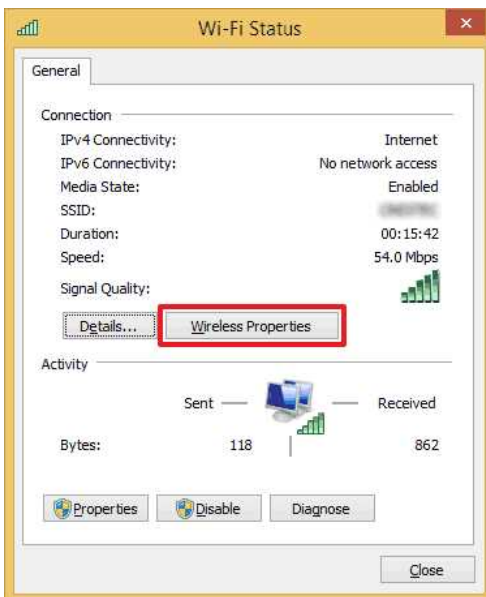 Wi-Fi Status
General
Connection
IPv4 Connectivity: Internet
IPv6 Connectivity: No network access
Media State: Enabled
SSID:
Duration: 00:15:42
Speed: 54.0 Mbps
Signal Quality:
Details... Wireless Properties
Activity
Sent — — Received
Bytes: 118 862
Properties Disable Diagnose
Close